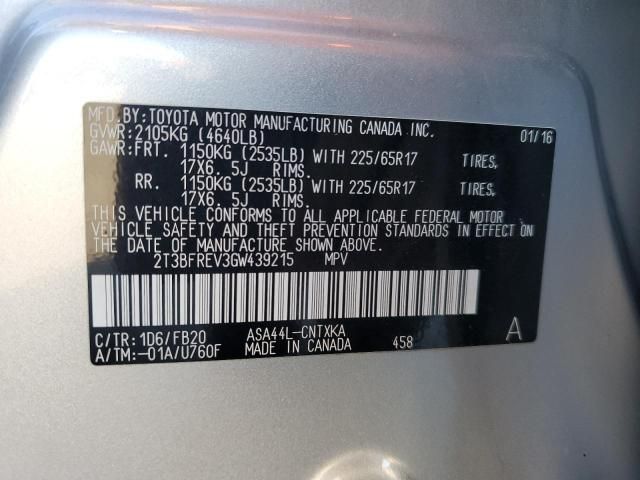 MFD.BY:TOYOTA MOTOR MANUFACTURING CANADA INC. 01/16
GVWR:2105KG (4640LB)
GAWR:FRT. 1150KG (2535LB) WITH 225/65R17 TIRES,
17X6. 5J RIMS.
RR. 1150KG (2535LB) WITH 225/65R17 TIRES,
17X6. 5J RIMS.
THIS VEHICLE CONFORMS TO ALL APPLICABLE FEDERAL MOTOR
VEHICLE SAFETY AND BUMPER STANDARDS IN EFFECT ON
THE DATE OF MANUFACTURE SHOWN ABOVE.
2T3BFREV3GW439215 MPV
C/TR:1D6/FB20 ASA44L-CNTXKA A
A/TM:-01A/U760F MADE IN CANADA 458